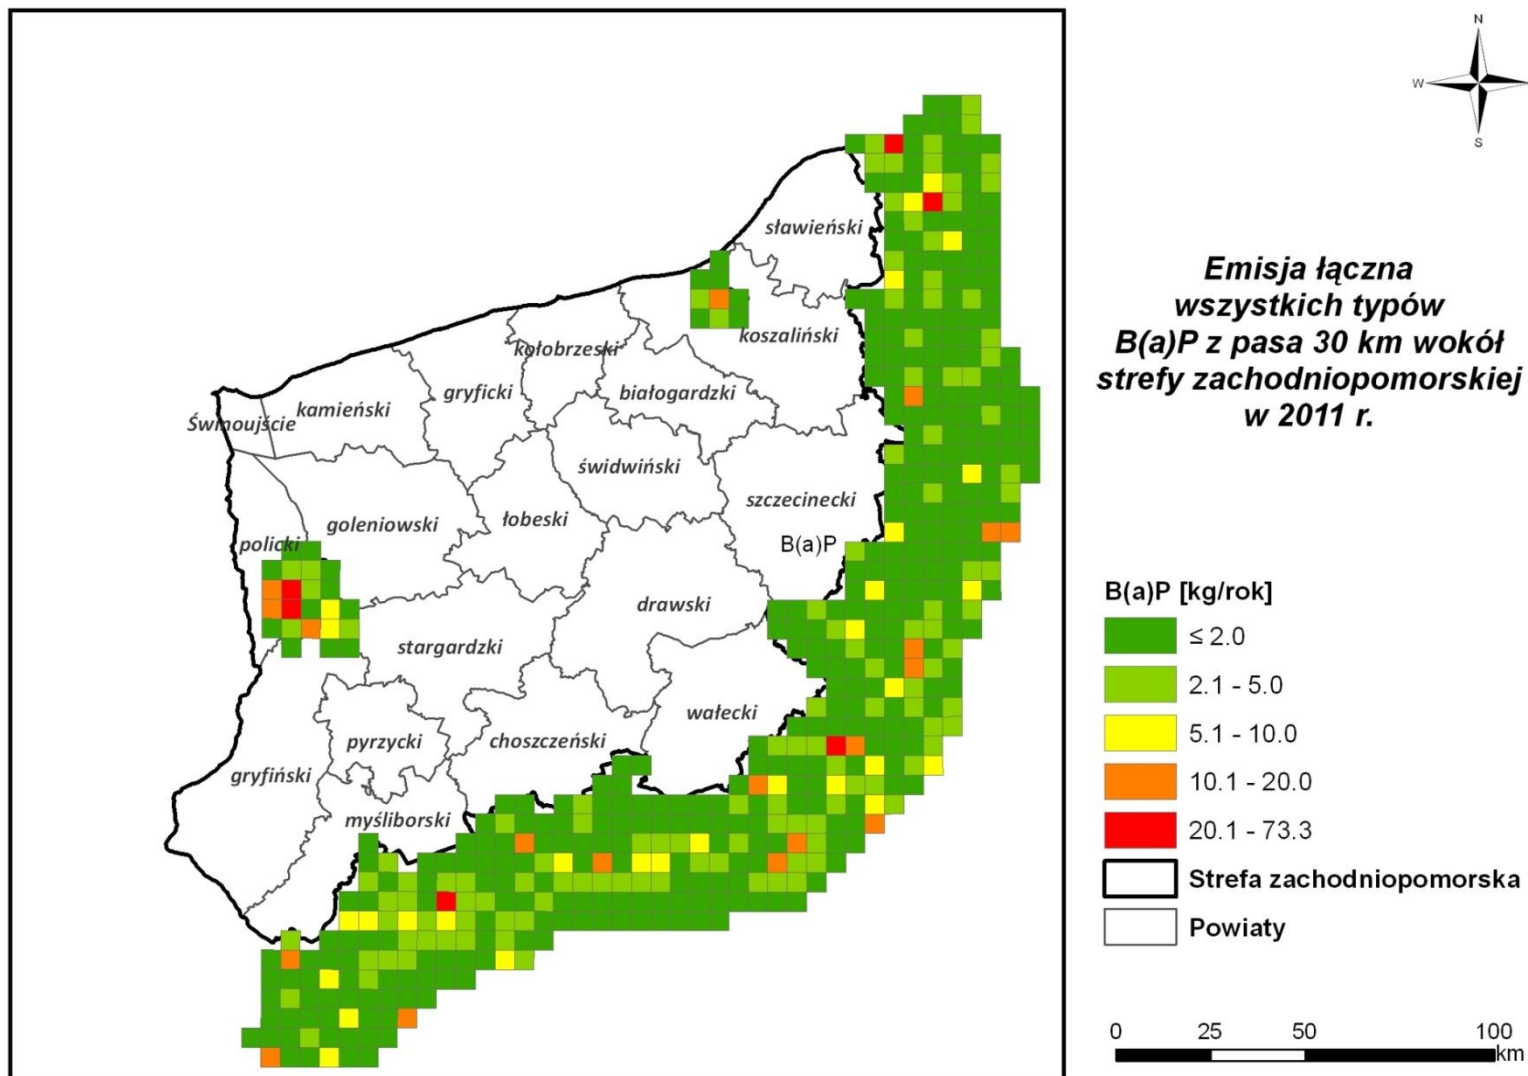 N
W
S
Emisja łączna
wszystkich typów
B(a)P z pasa 30 km wokół
strefy zachodniopomorskiej
w 2011 r.
sławieński
koszaliński
kołobrzeski
białogardzki
gryficki
kamieński
Świnoujście
świdwiński
szczecinecki
łobeski
goleniowski
policki
B(a)P
drawski
stargardzki
wałecki
choszczeński
pyrzycki
gryfiński
myśliborski
B(a)P [kg/rok]
≤ 2.0
2.1 - 5.0
5.1 - 10.0
10.1 - 20.0
20.1 - 73.3
Strefa zachodniopomorska
Powiaty
0 25 50 100
km